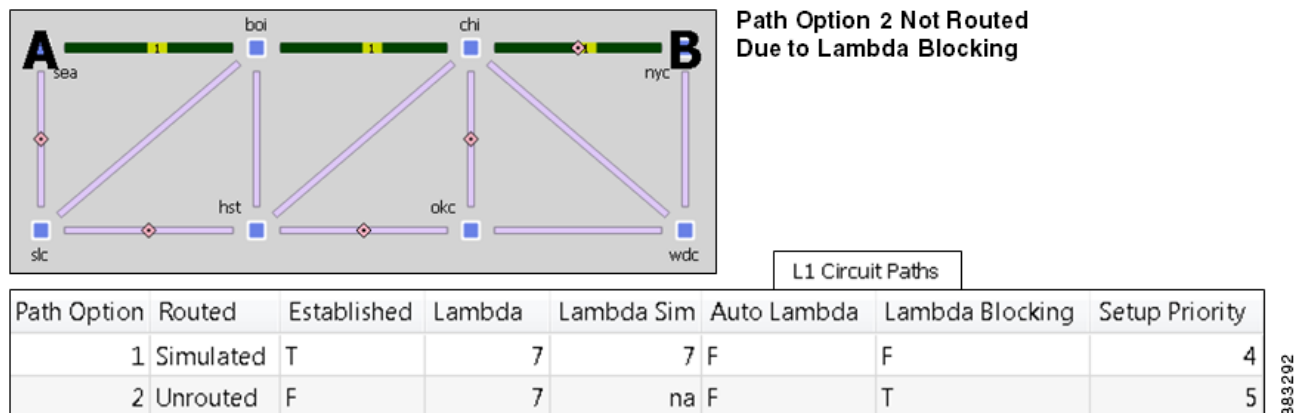 boi
chi
Path Option 2 Not Routed
Due to Lambda Blocking
A
1
1
1
B
sea
nyc
hst
okc
slc
wdc
L1 Circuit Paths
Path Option Routed Established Lambda Lambda Sim Auto Lambda Lambda Blocking Setup Priority
1 Simulated T 7 7 F F 4
2 Unrouted F 7 na F T 5
383292